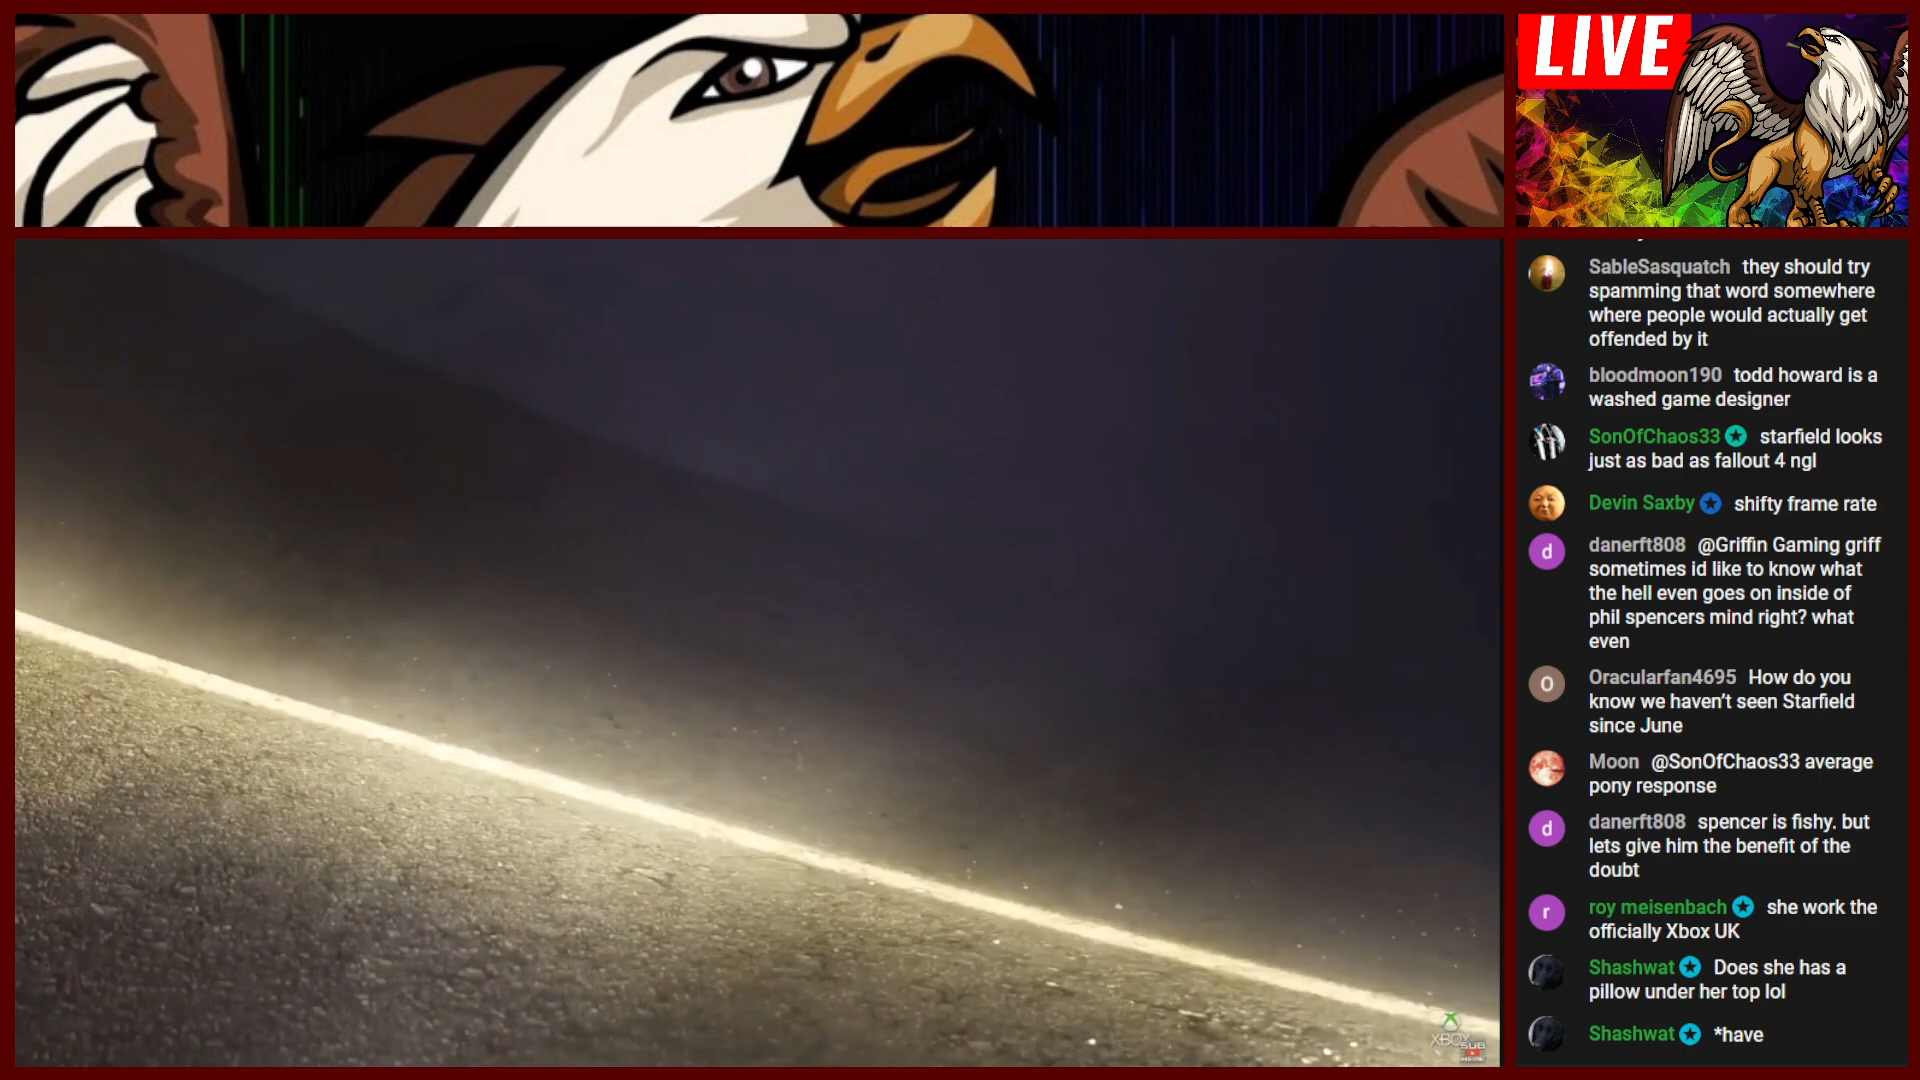 LIVE
SableSasquatch they should try
spamming that word somewhere
where people would actually get
offended by it
bloodmoon190 todd howard is a
washed game designer
SonOfChaos33 starfield looks
just as bad as fallout 4 ngl
Devin Saxby shifty frame rate
danerft808 @Griffin Gaming griff
sometimes id like to know what
the hell even goes on inside of
phil spencers mind right? what
even
Oracularfan4695 How do you
know we haven’t seen Starfield
since June
Moon @SonOfChaos33 average
pony response
danerft808 spencer is fishy. but
lets give him the benefit of the
doubt
roy meisenbach she work the
officially Xbox UK
Shashwat Does she has a
pillow under her top lol
Shashwat *have
d
O
d
r
XBOX
SUB
HERE